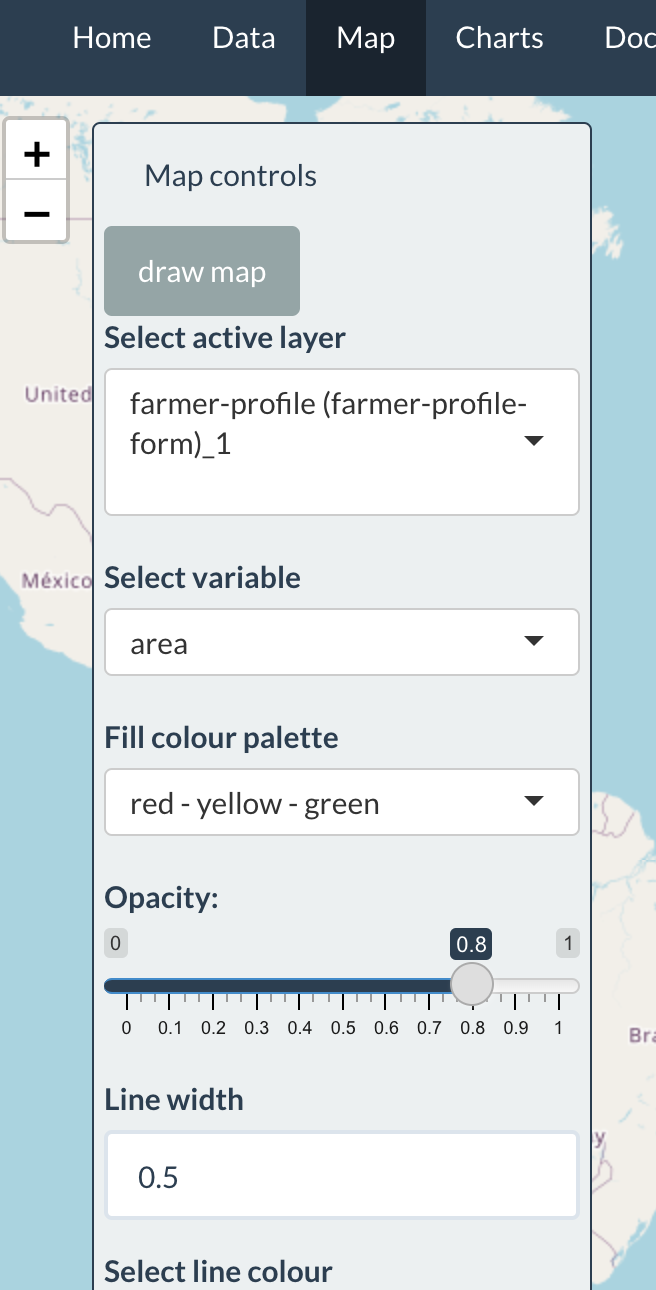 Home Data Map Charts Doc
+
Map controls
−
draw map
Select active layer
United
farmer-profile (farmer-profile-
form)_1
Select variable
México
area
Fill colour palette
red - yellow - green
Opacity:
0 0.8 1
0 0.1 0.2 0.3 0.4 0.5 0.6 0.7 0.8 0.9 1
Bra
Line width
y
0.5
Select line colour